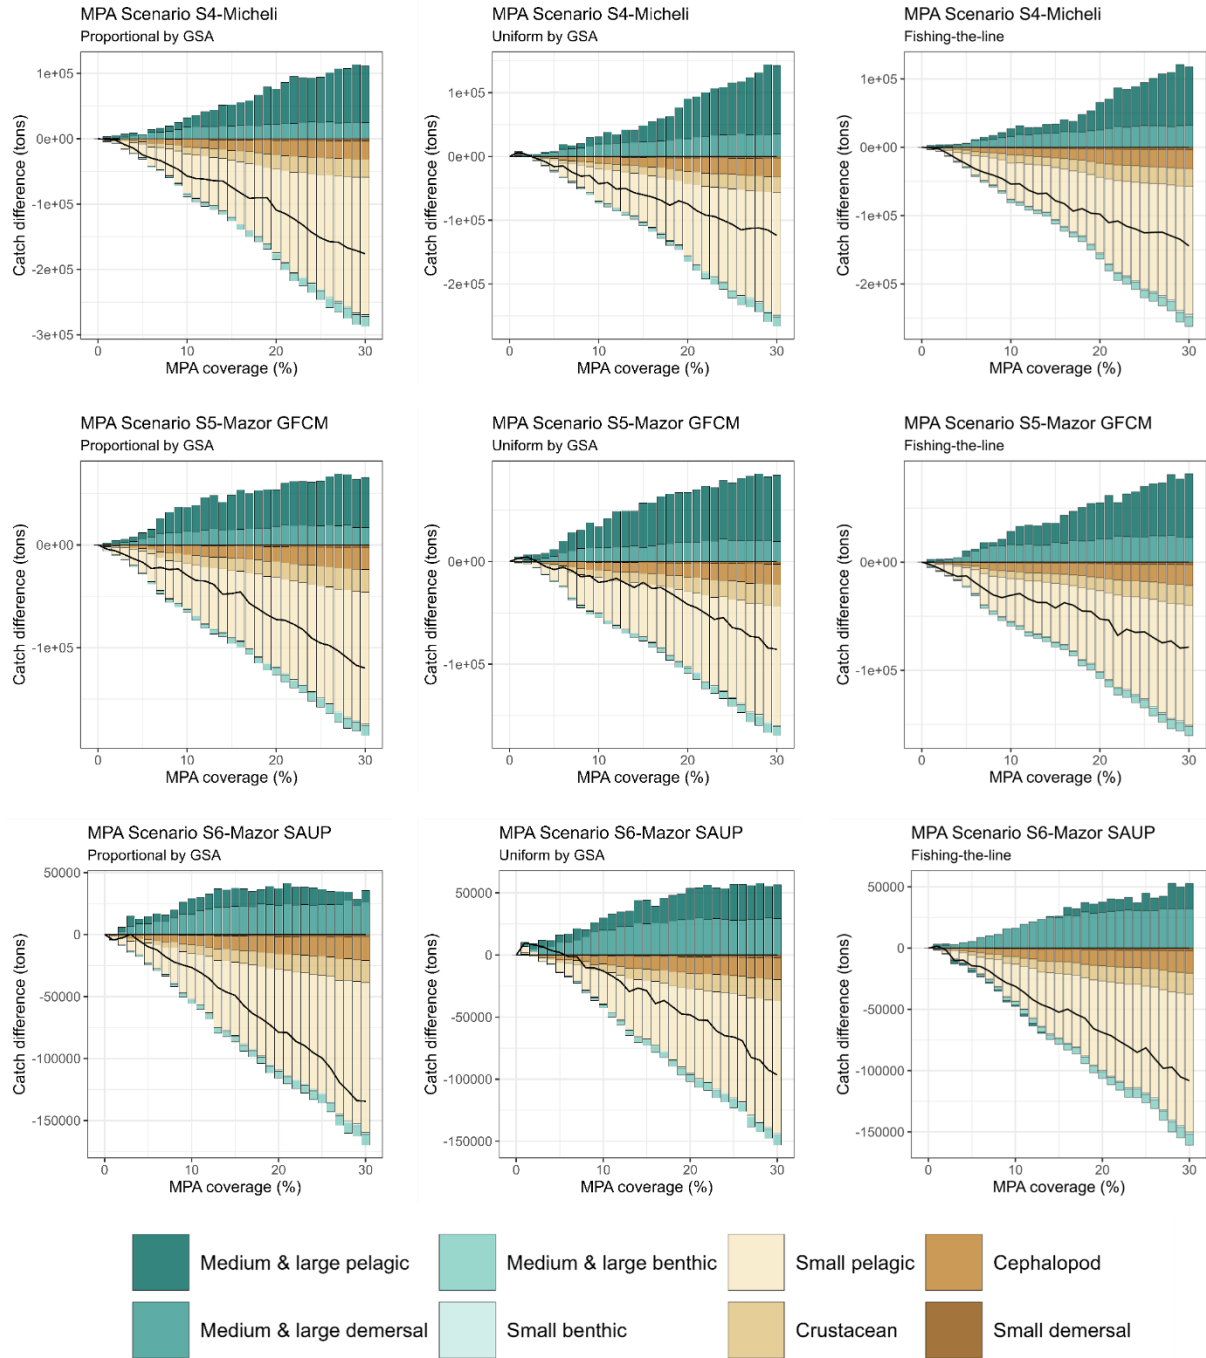 MPA Scenario S4-Micheli
Proportional by GSA
1e+05
0e+00
-1e+05
-2e+05
-3e+05
Catch difference (tons)
0 10 20 30
MPA coverage (%)
MPA Scenario S4-Micheli
Uniform by GSA
1e+05
0e+00
-1e+05
-2e+05
Catch difference (tons)
0 10 20 30
MPA coverage (%)
MPA Scenario S4-Micheli
Fishing-the-line
1e+05
0e+00
-1e+05
-2e+05
Catch difference (tons)
0 10 20 30
MPA coverage (%)
MPA Scenario S5-Mazor GFCM
Proportional by GSA
0e+00
-1e+05
Catch difference (tons)
0 10 20 30
MPA coverage (%)
MPA Scenario S5-Mazor GFCM
Uniform by GSA
0e+00
-1e+05
Catch difference (tons)
0 10 20 30
MPA coverage (%)
MPA Scenario S5-Mazor GFCM
Fishing-the-line
0e+00
-1e+05
Catch difference (tons)
0 10 20 30
MPA coverage (%)
MPA Scenario S6-Mazor SAUP
Proportional by GSA
50000
0
-50000
-100000
-150000
Catch difference (tons)
0 10 20 30
MPA coverage (%)
MPA Scenario S6-Mazor SAUP
Uniform by GSA
50000
0
-50000
-100000
-150000
Catch difference (tons)
0 10 20 30
MPA coverage (%)
MPA Scenario S6-Mazor SAUP
Fishing-the-line
50000
0
-50000
-100000
-150000
Catch difference (tons)
0 10 20 30
MPA coverage (%)
Medium & large pelagic
Medium & large benthic
Small pelagic
Cephalopod
Medium & large demersal
Small benthic
Crustacean
Small demersal